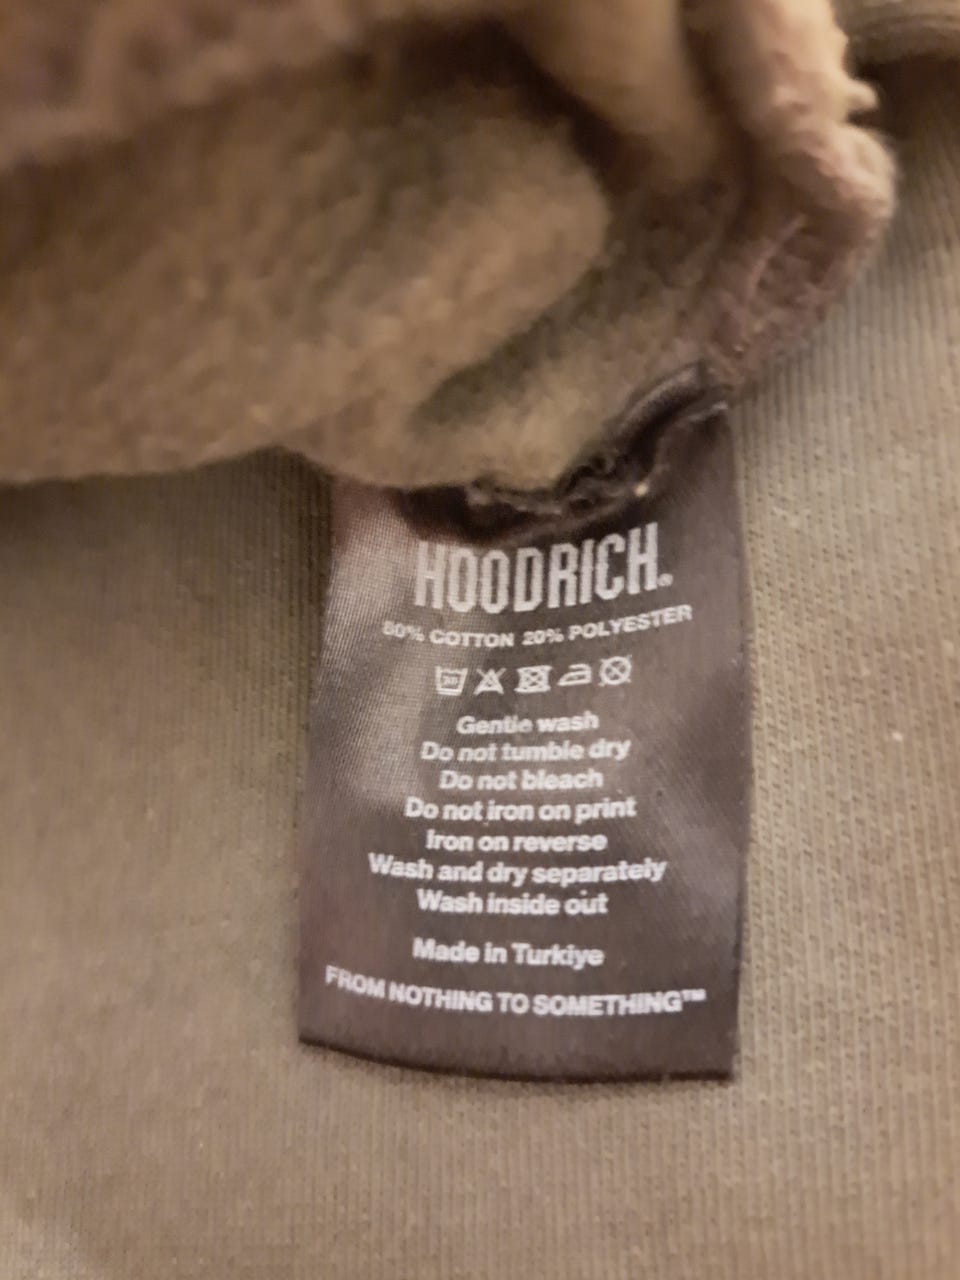 HOODRICH®
80% COTTON 20% POLYESTER
30
Gentle wash
Do not tumble dry
Do not bleach
Do not iron on print
Iron on reverse
Wash and dry separately
Wash inside out
Made in Turkiye
FROM NOTHING TO SOMETHING™